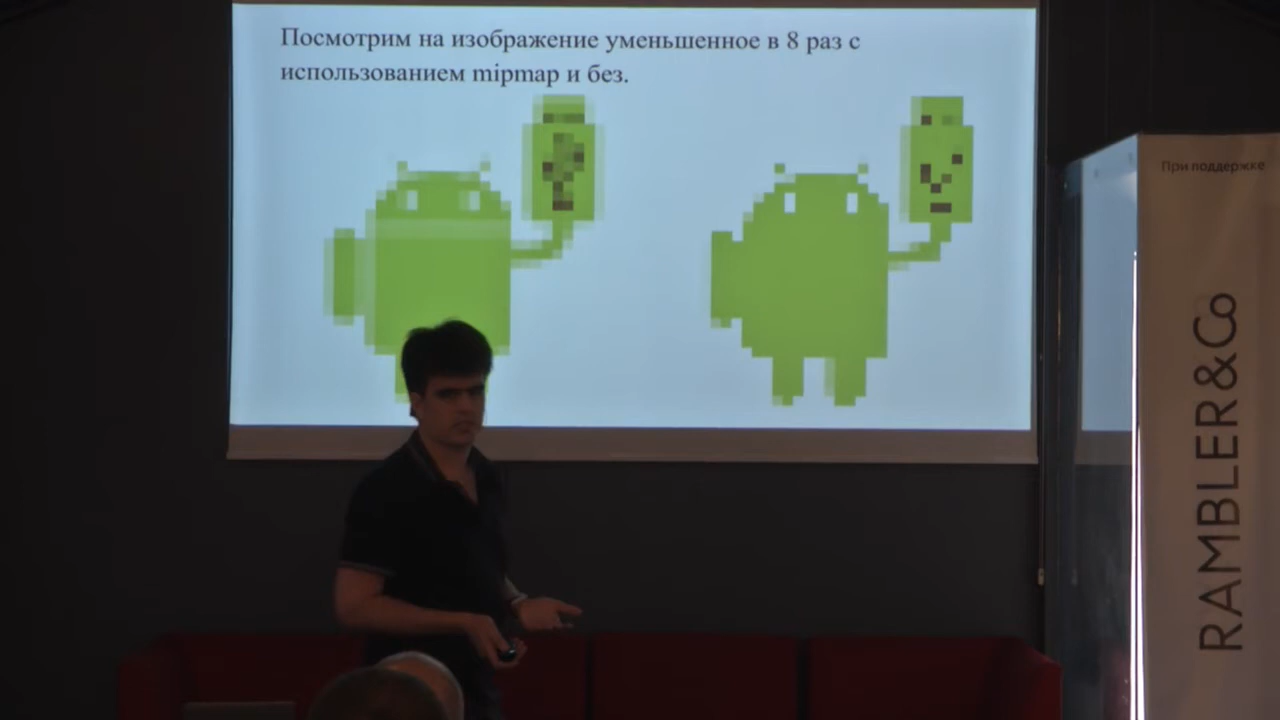 Посмотрим на изображение уменьшенное в 8 раз с
использованием mipmap и без.
При поддержке
RAMBLER&Co